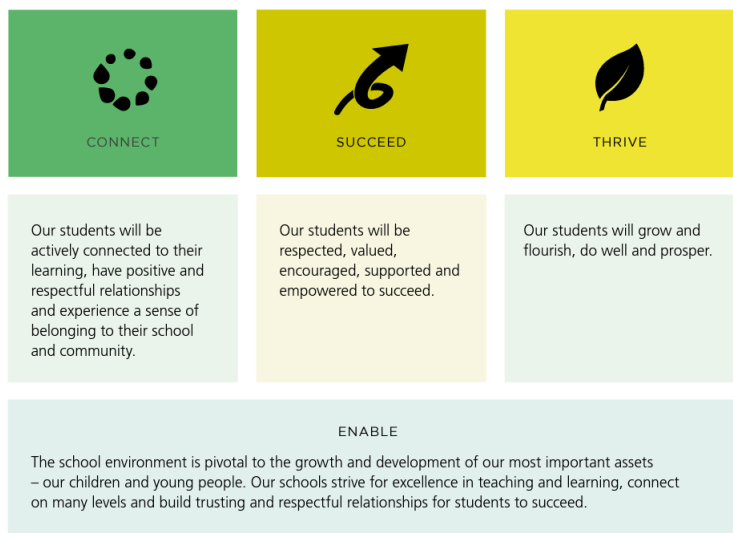 CONNECT
SUCCEED
THRIVE
Our students will be
actively connected to their
learning, have positive and
respectful relationships
and experience a sense of
belonging to their school
and community.
Our students will be
respected, valued,
encouraged, supported and
empowered to succeed.
Our students will grow and
flourish, do well and prosper.
ENABLE
The school environment is pivotal to the growth and development of our most important assets
– our children and young people. Our schools strive for excellence in teaching and learning, connect
on many levels and build trusting and respectful relationships for students to succeed.